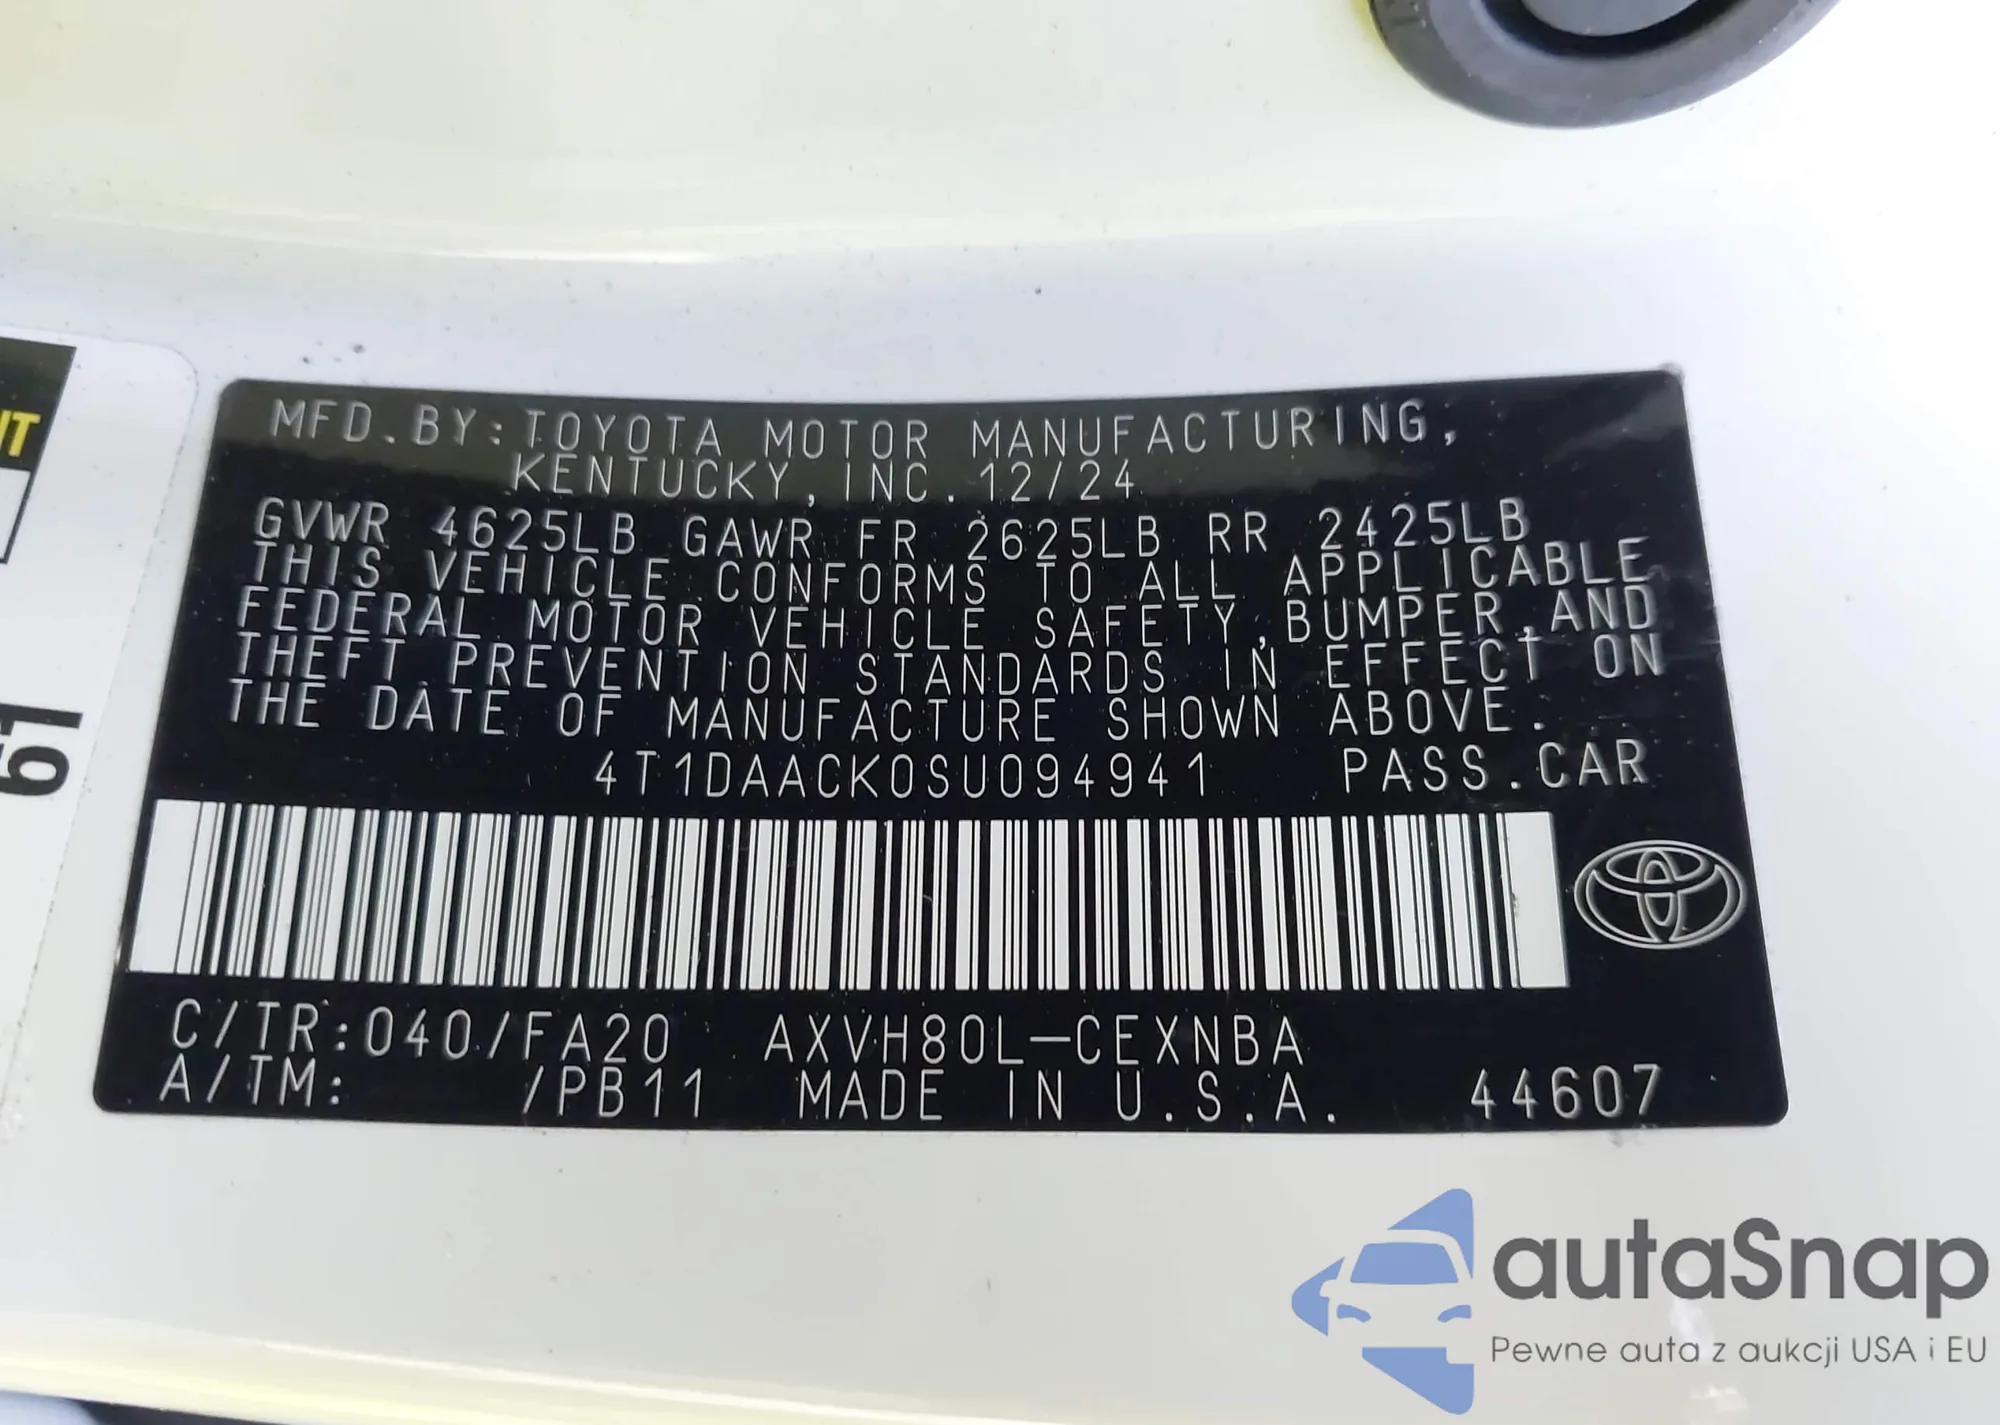 MFD.BY:TOYOTA MOTOR MANUFACTURING,
KENTUCKY,INC.12/24
GVWR 4625LB GAWR FR 2625LB RR 2425LB
THIS VEHICLE CONFORMS TO ALL APPLICABLE
FEDERAL MOTOR VEHICLE SAFETY,BUMPER,AND
THEFT PREVENTION STANDARDS IN EFFECT ON
THE DATE OF MANUFACTURE SHOWN ABOVE.
4T1DAACK0SU094941 PASS.CAR
C/TR:040/FA20 AXVH80L-CEXNBA
A/TM: /PB11 MADE IN U.S.A. 44607
autaSnap
Pewne auta z aukcji USA i EU